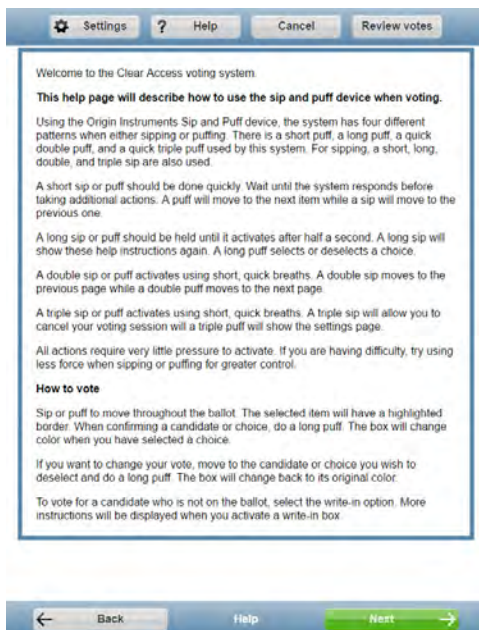 Settings ? Help Cancel Review votes
Welcome to the Clear Access voting system.
This help page will describe how to use the sip and puff device when voting.
Using the Origin Instruments Sip and Puff device, the system has four different
patterns when either sipping or puffing. There is a short puff, a long puff, a quick
double puff, and a quick triple puff used by this system. For sipping, a short, long,
double, and triple sip are also used.
A short sip or puff should be done quickly. Wait until the system responds before
taking additional actions. A puff will move to the next item while a sip will move to the
previous one.
A long sip or puff should be held until it activates after half a second. A long sip will
show these help instructions again. A long puff selects or deselects a choice.
A double sip or puff activates using short, quick breaths. A double sip moves to the
previous page while a double puff moves to the next page.
A triple sip or puff activates using short, quick breaths. A triple sip will allow you to
cancel your voting session will a triple puff will show the settings page.
All actions require very little pressure to activate. If you are having difficulty, try using
less force when sipping or puffing for greater control.
How to vote
Sip or puff to move throughout the ballot. The selected item will have a highlighted
border. When confirming a candidate or choice, do a long puff. The box will change
color when you have selected a choice.
If you want to change your vote, move to the candidate or choice you wish to
deselect and do a long puff. The box will change back to its original color.
To vote for a candidate who is not on the ballot, select the write-in option. More
instructions will be displayed when you activate a write-in box.
← Back Help Next →